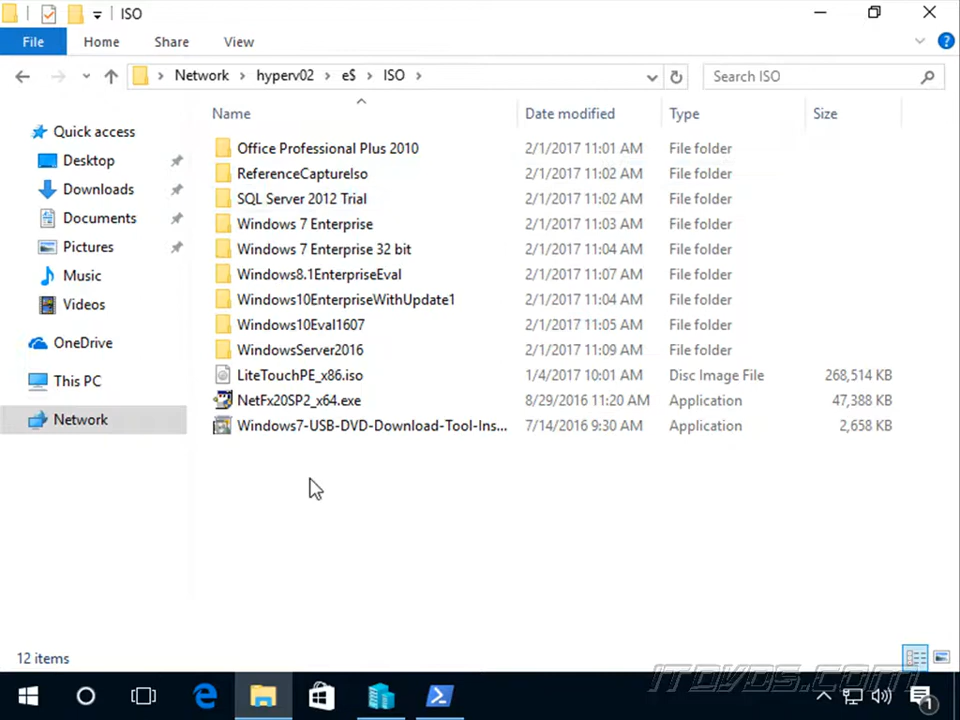 ISO
File Home Share View
Network hyperv02 e$ ISO Search ISO
Name Date modified Type Size
Quick access
Desktop
Downloads
Documents
Pictures
Music
Videos
OneDrive
This PC
Network
Office Professional Plus 2010 2/1/2017 11:01 AM File folder
ReferenceCaptureIso 2/1/2017 11:02 AM File folder
SQL Server 2012 Trial 2/1/2017 11:02 AM File folder
Windows 7 Enterprise 2/1/2017 11:03 AM File folder
Windows 7 Enterprise 32 bit 2/1/2017 11:04 AM File folder
Windows8.1EnterpriseEval 2/1/2017 11:07 AM File folder
Windows10EnterpriseWithUpdate1 2/1/2017 11:04 AM File folder
Windows10Eval1607 2/1/2017 11:05 AM File folder
WindowsServer2016 2/1/2017 11:09 AM File folder
LiteTouchPE_x86.iso 1/4/2017 10:01 AM Disc Image File 268,514 KB
NetFx20SP2_x64.exe 8/29/2016 11:20 AM Application 47,388 KB
Windows7-USB-DVD-Download-Tool-Ins... 7/14/2016 9:30 AM Application 2,658 KB
12 items
ITDVDS.COM
1